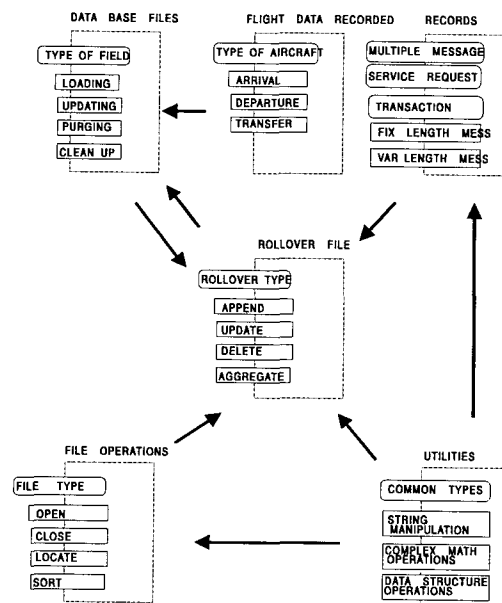 DATA BASE FILES
TYPE OF FIELD
LOADING
UPDATING
PURGING
CLEAN UP
FLIGHT DATA RECORDED
TYPE OF AIRCRAFT
ARRIVAL
DEPARTURE
TRANSFER
RECORDS
MULTIPLE MESSAGE
SERVICE REQUEST
TRANSACTION
FIX LENGTH MESS
VAR LENGTH MESS
ROLLOVER FILE
ROLLOVER TYPE
APPEND
UPDATE
DELETE
AGGREGATE
FILE OPERATIONS
FILE TYPE
OPEN
CLOSE
LOCATE
SORT
UTILITIES
COMMON TYPES
STRING
MANIPULATION
COMPLEX MATH
OPERATIONS
DATA STRUCTURE
OPERATIONS